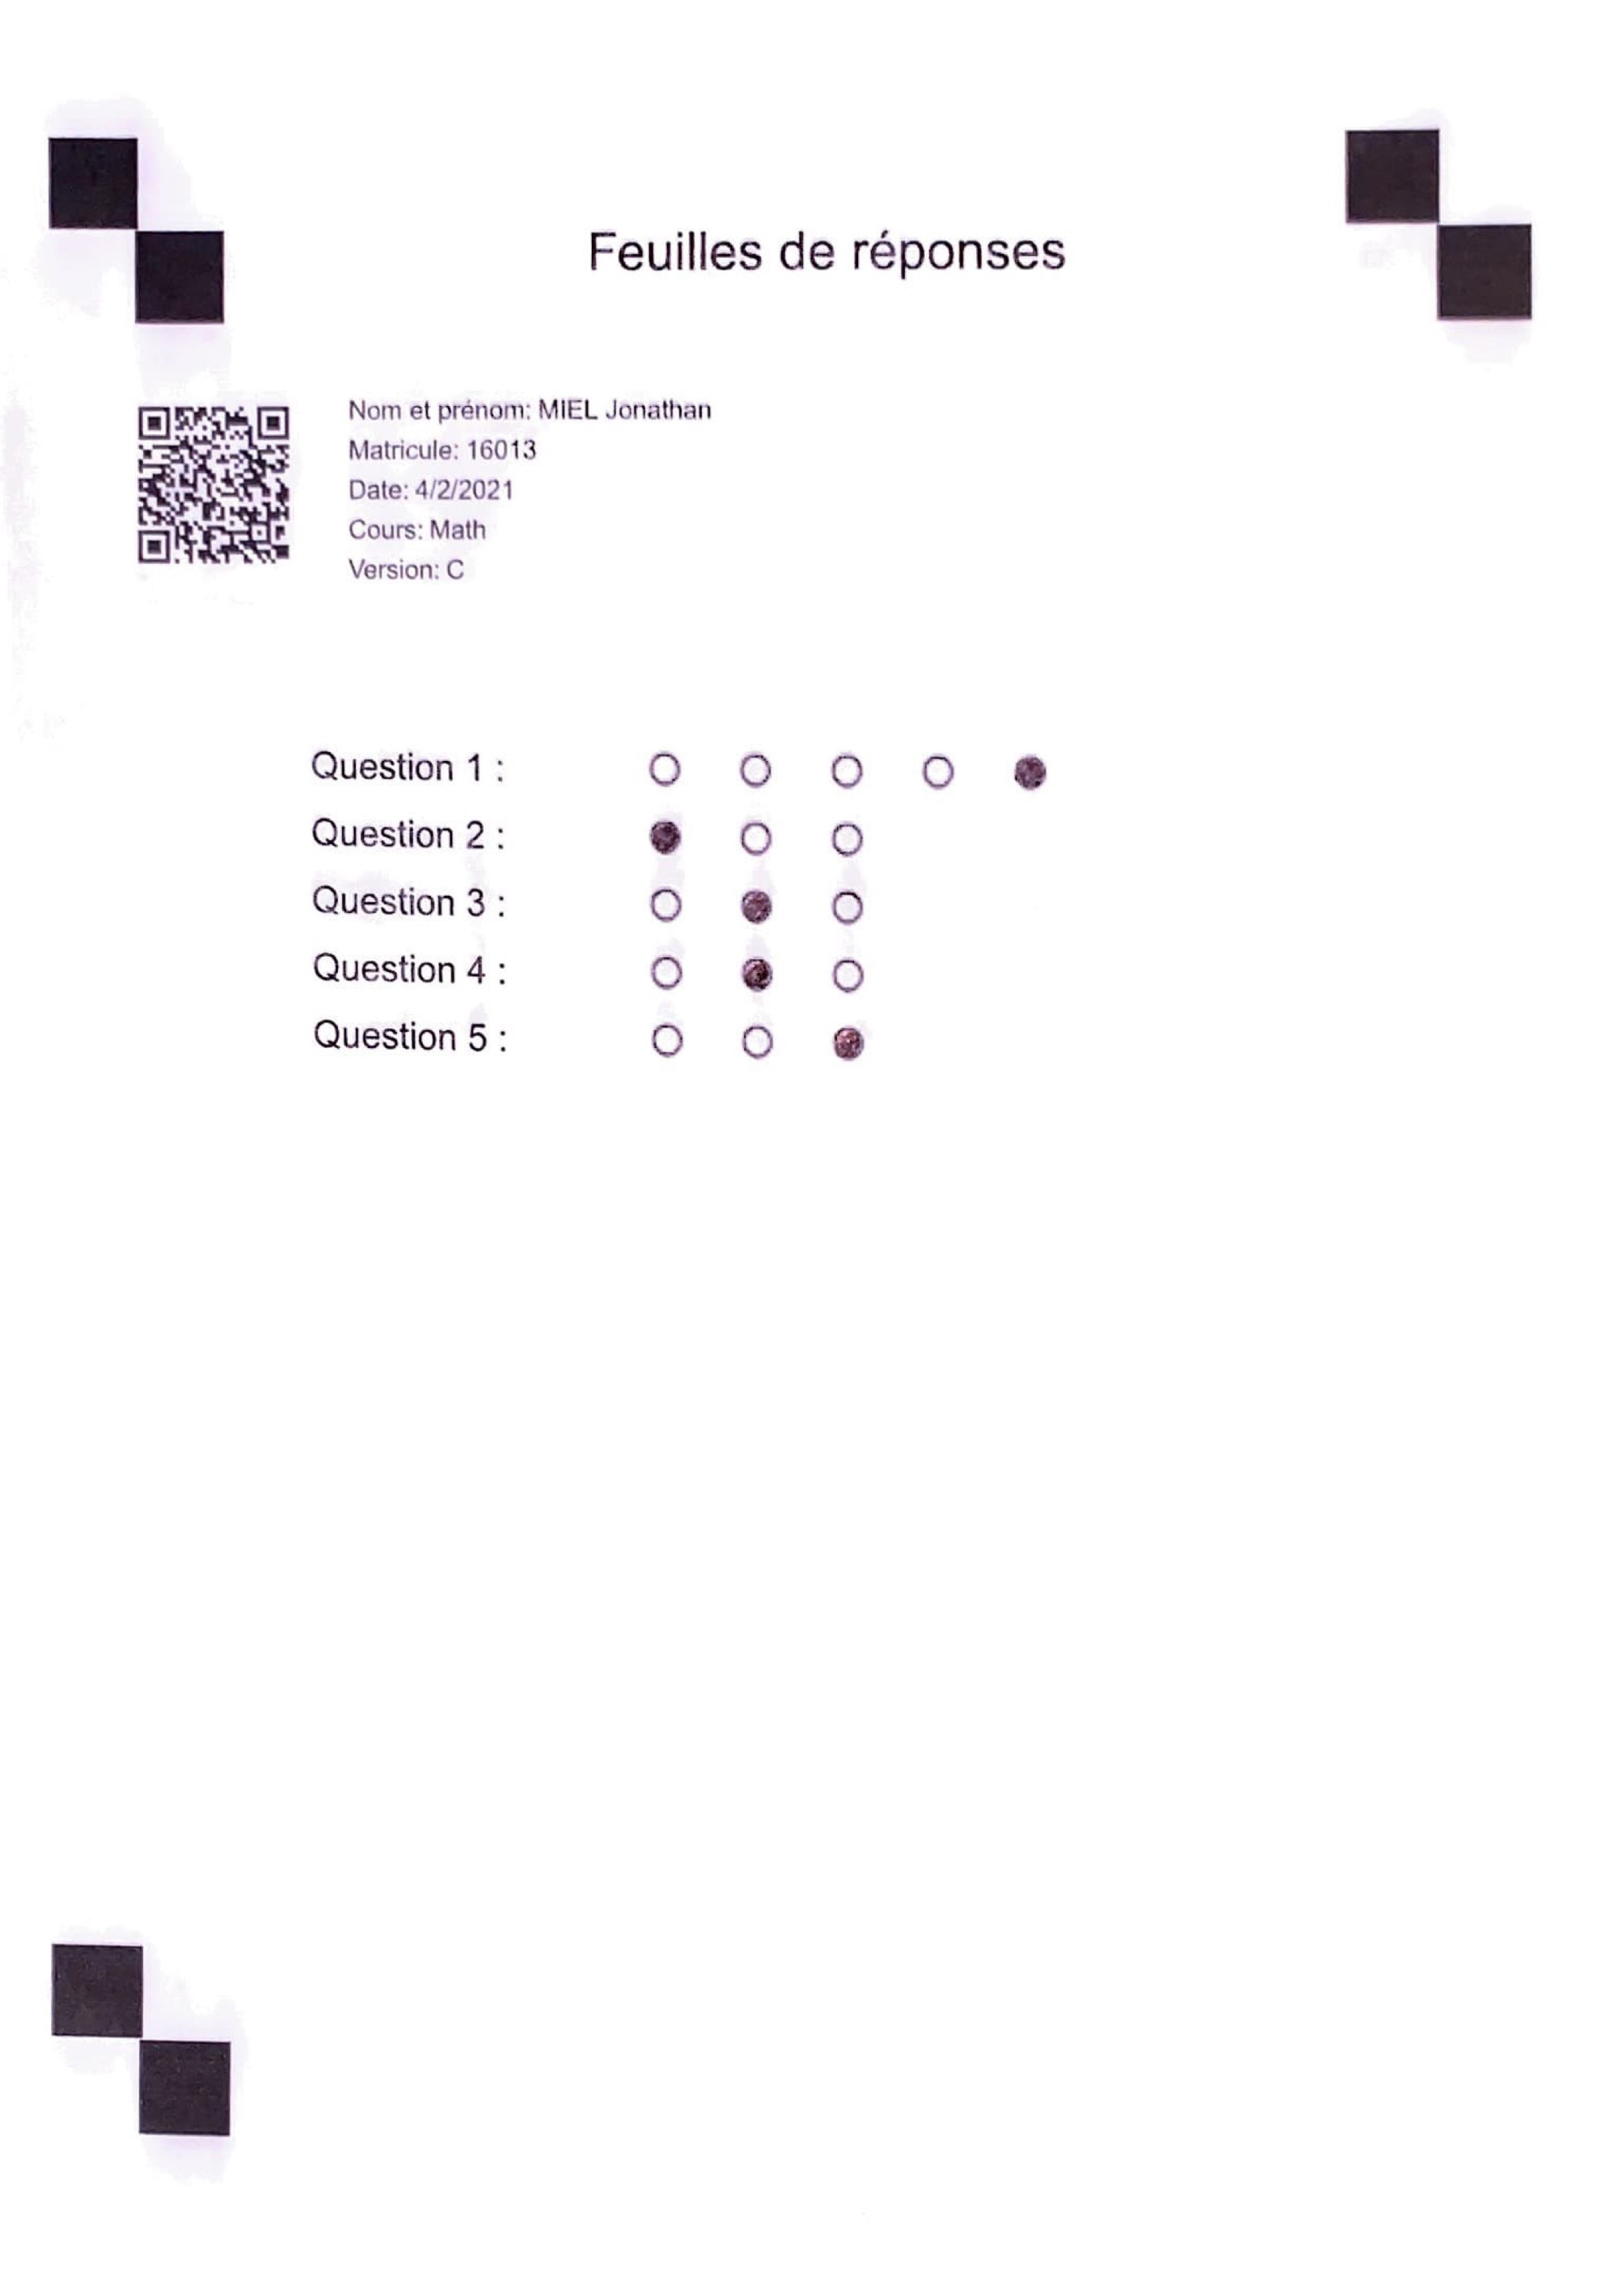 Feuilles de réponses
Nom et prénom: MIEL Jonathan
Matricule: 16013
Date: 4/2/2021
Cours: Math
Version: C
Question 1 :
Question 2 :
Question 3 :
Question 4 :
Question 5 :